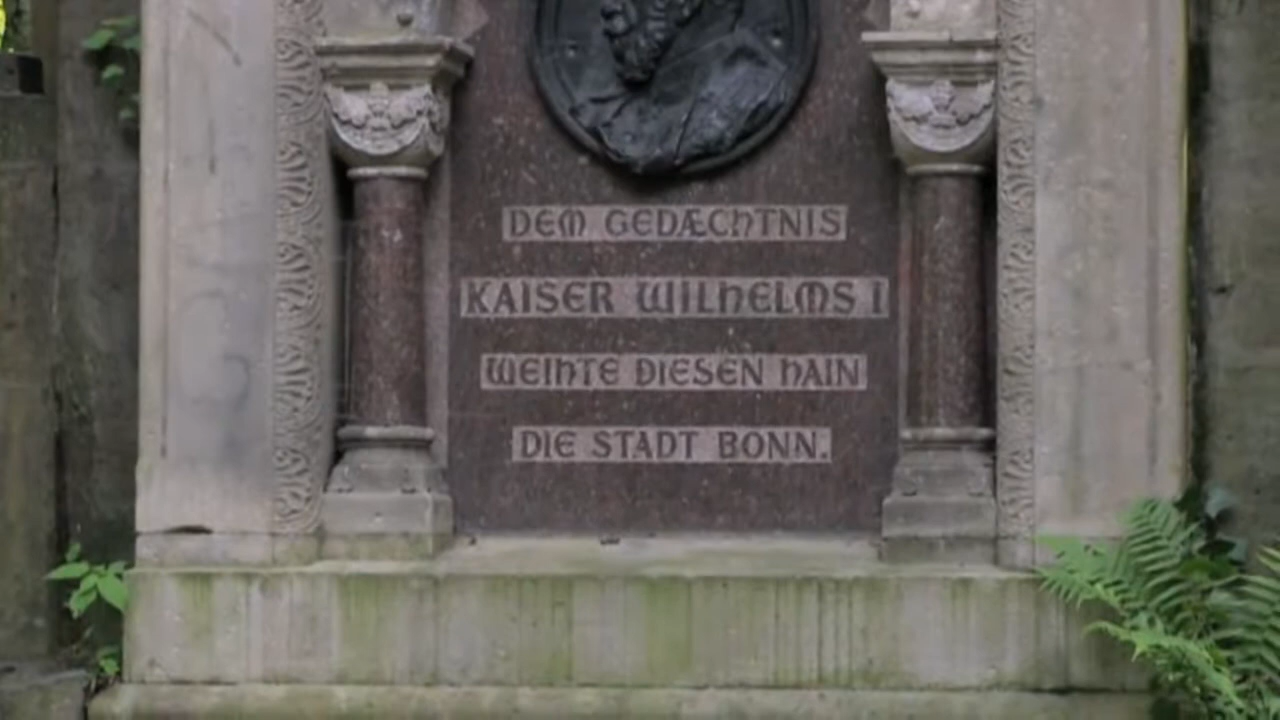 DEM GEDÆCHTNIS
KAISER WILHELMS I
WEIHTE DIESEN HAIN
DIE STADT BONN.